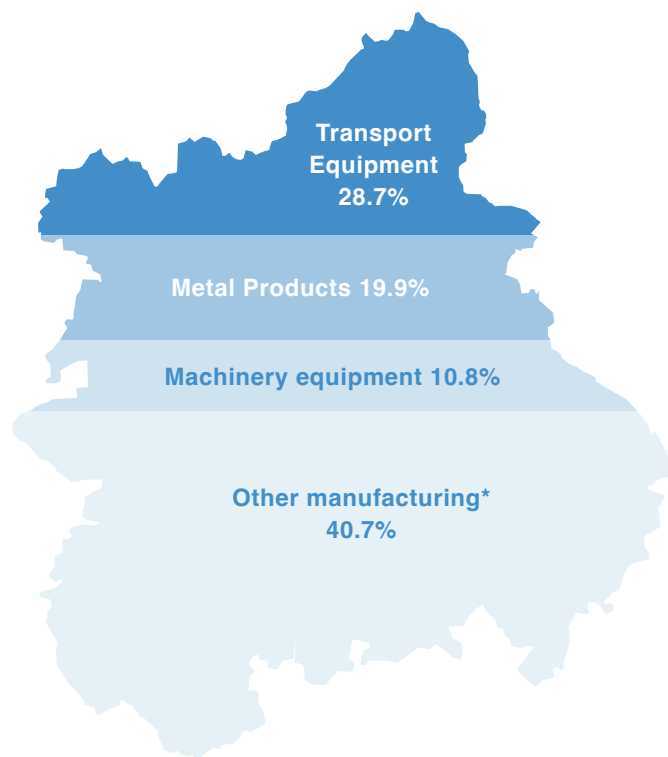 Transport
Equipment
28.7%
Metal Products 19.9%
Machinery equipment 10.8%
Other manufacturing*
40.7%